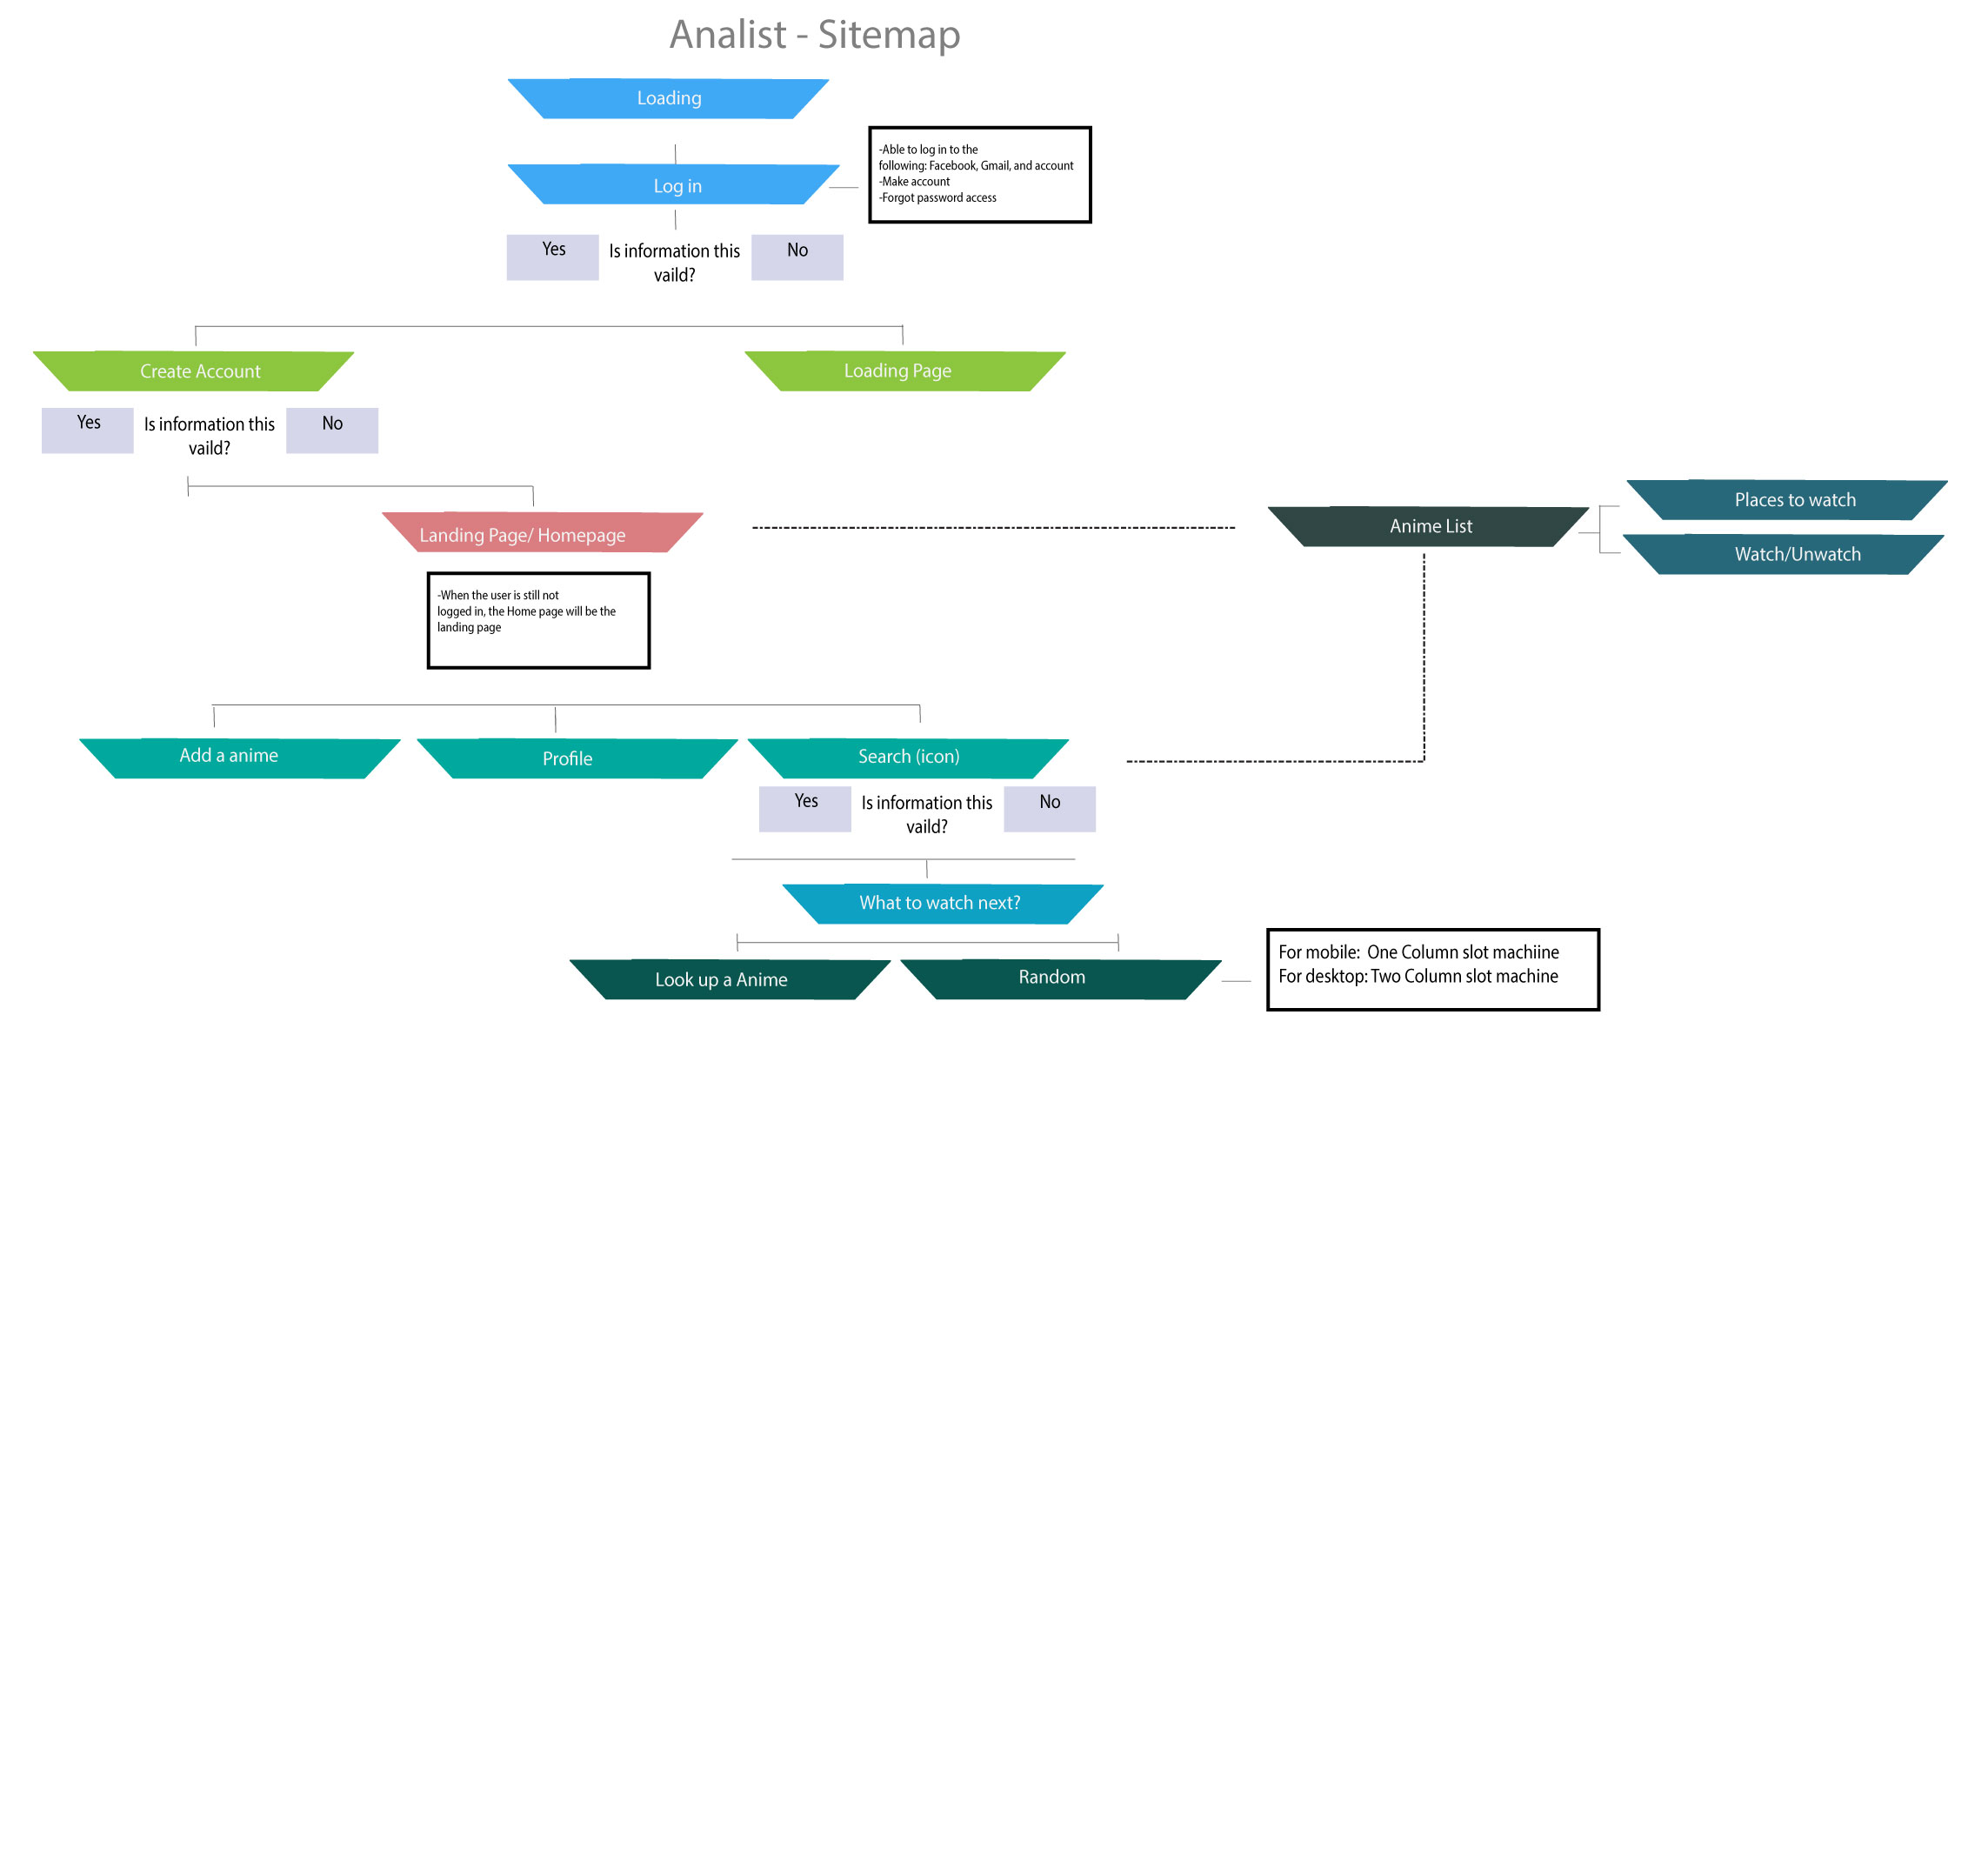 Analist - Sitemap
Loading
-Able to log in to the
following: Facebook, Gmail, and account
-Make account
-Forgot password access
Log in
Yes
Is information this
vaild?
No
Create Account
Loading Page
Yes
Is information this
vaild?
No
Landing Page/ Homepage
Anime List
Places to watch
Watch/Unwatch
-When the user is still not
logged in, the Home page will be the
landing page
Add a anime
Profile
Search (icon)
Yes
Is information this
vaild?
No
What to watch next?
Look up a Anime
Random
For mobile:  One Column slot machiine
For desktop: Two Column slot machine